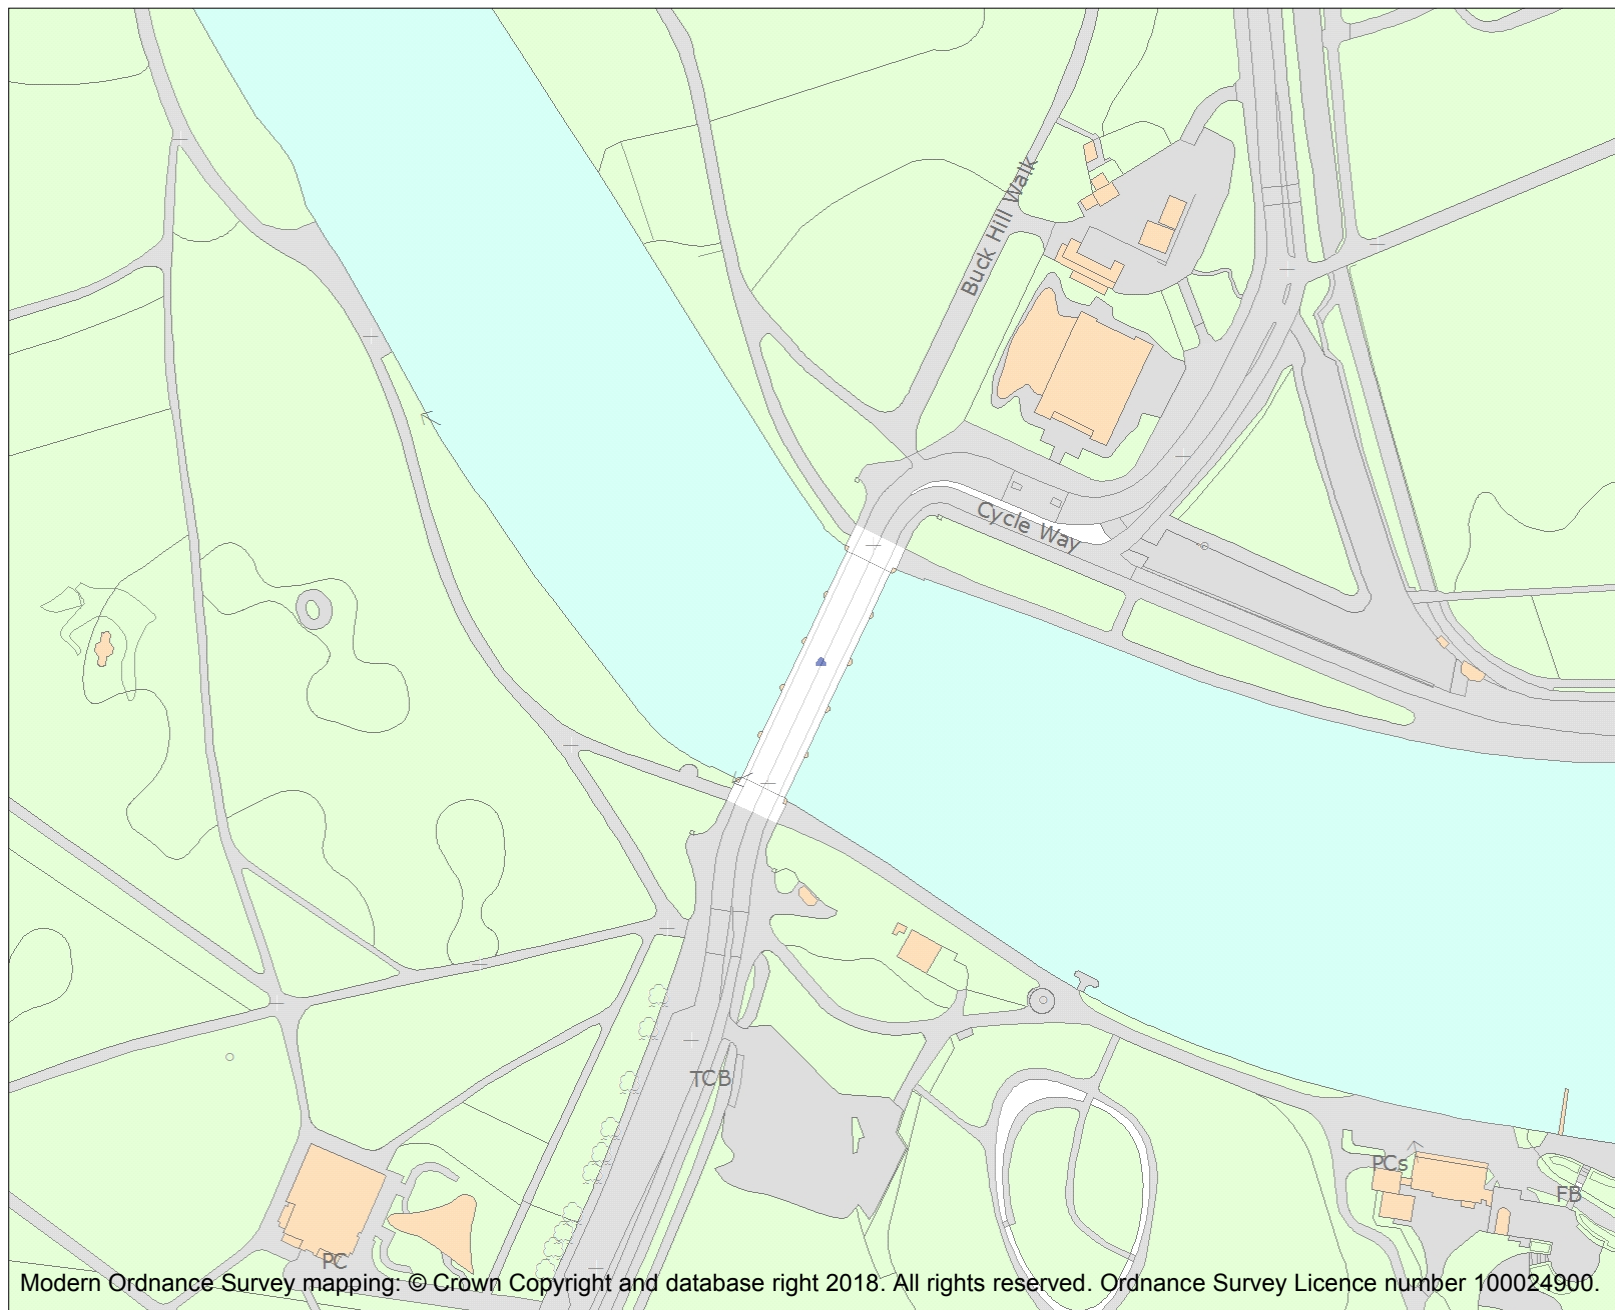 Buck Hill Walk
Cycle Way
TCB
PCs
FB
PC
Modern Ordnance Survey mapping: © Crown Copyright and database right 2018. All rights reserved. Ordnance Survey Licence number 100024900.